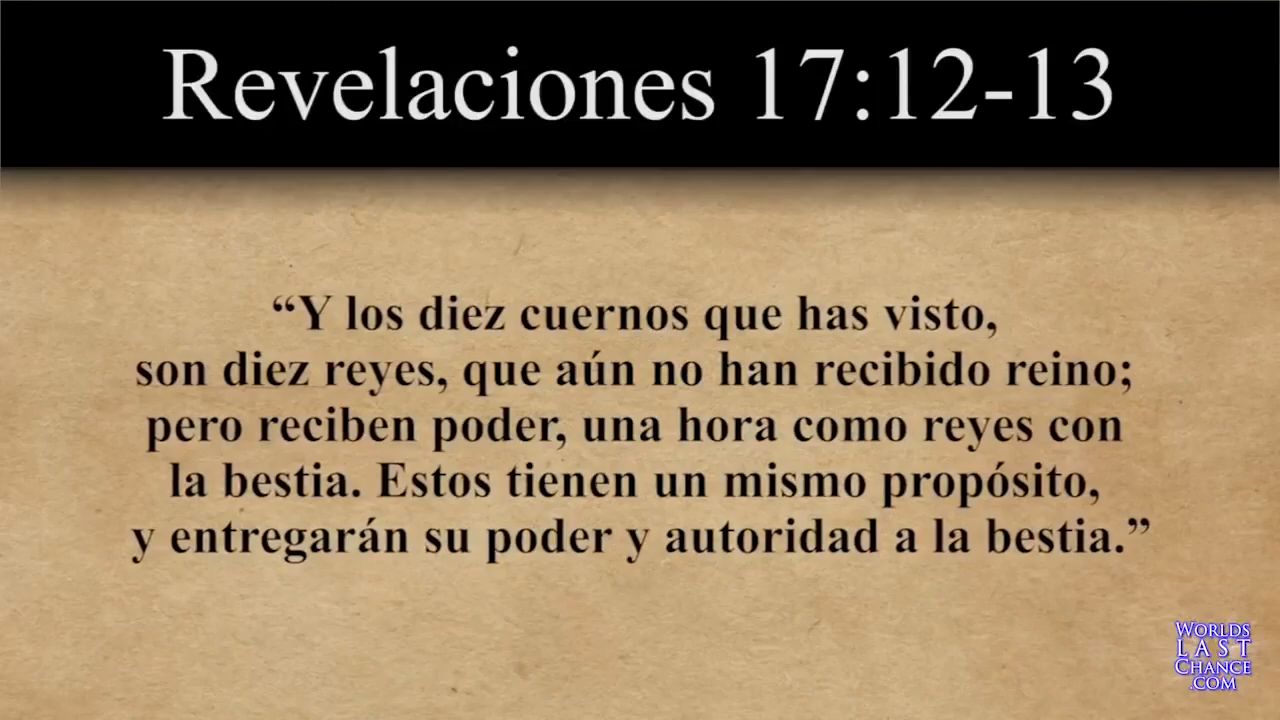 Revelaciones 17:12-13
“Y los diez cuernos que has visto,
son diez reyes, que aún no han recibido reino;
pero reciben poder, una hora como reyes con
la bestia. Estos tienen un mismo propósito,
y entregarán su poder y autoridad a la bestia.”
WORLDS
LAST
CHANCE
.COM